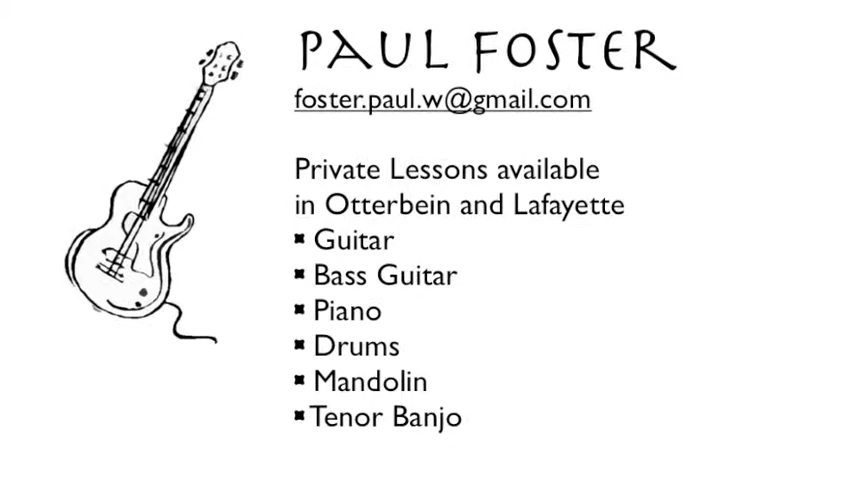 PAUL FOSTER
foster.paul.w@gmail.com
Private Lessons available
in Otterbein and Lafayette
Guitar
Bass Guitar
Piano
Drums
Mandolin
Tenor Banjo